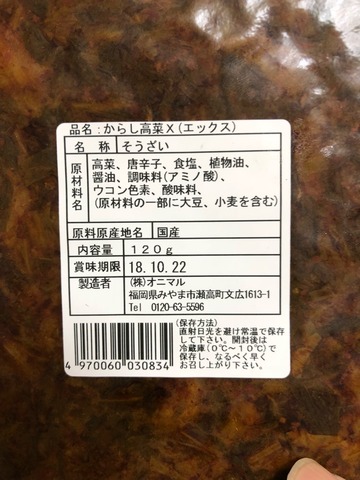 品名:からし高菜X(エックス)
名 称 そうざい
原材料名 高菜、唐辛子、食塩、植物油、
醤油、調味料(アミノ酸)、
ウコン色素、酸味料、
(原材料の一部に大豆、小麦を含む)
原料原産地名 国産
内容量 120g
賞味期限 18.10.22
製造者 (株)オニマル
福岡県みやま市瀬高町文広1613-1
Tel 0120-63-5596
(保存方法)
直射日光を避け常温で保存
して下さい。開封後は
冷蔵庫(0℃~10℃)で
保存し、なるべく早く
お召し上がり下さい。
4 970060 030834